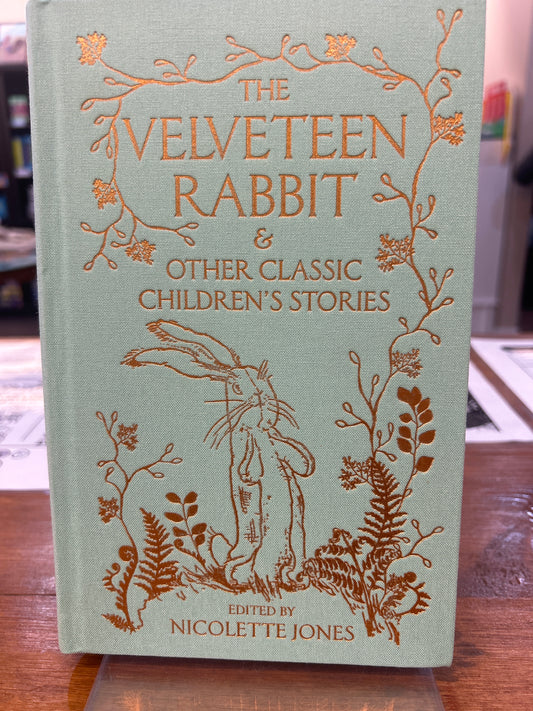 THE
VELVETEEN
RABBIT
&
OTHER CLASSIC
CHILDREN'S STORIES
EDITED BY
NICOLETTE JONES